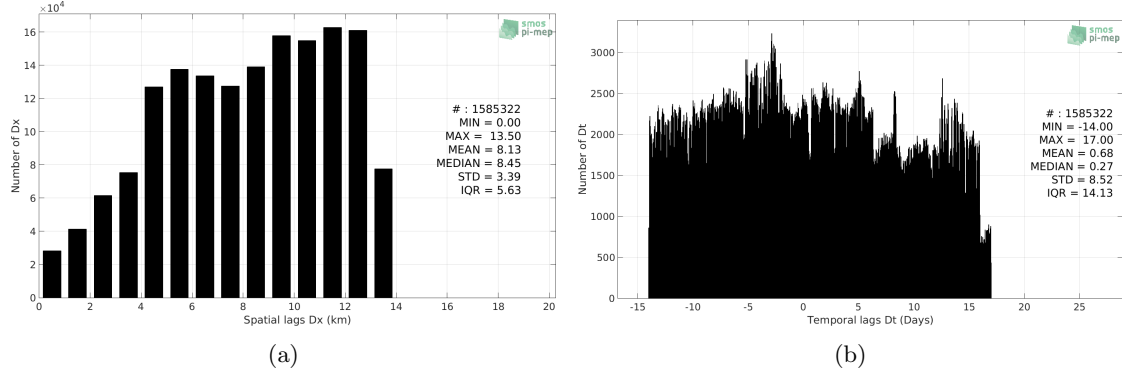 ×10⁴
16
14
12
10
8
6
4
2
0
Number of Dx
0 2 4 6 8 10 12 14 16 18 20
Spatial lags Dx (km)
smos
pi-mep
# : 1585322
MIN = 0.00
MAX = 13.50
MEAN = 8.13
MEDIAN = 8.45
STD = 3.39
IQR = 5.63
(a)
3000
2500
2000
1500
1000
500
0
Number of Dt
-15 -10 -5 0 5 10 15 20 25
Temporal lags Dt (Days)
smos
pi-mep
# : 1585322
MIN = -14.00
MAX = 17.00
MEAN = 0.68
MEDIAN = 0.27
STD = 8.52
IQR = 14.13
(b)